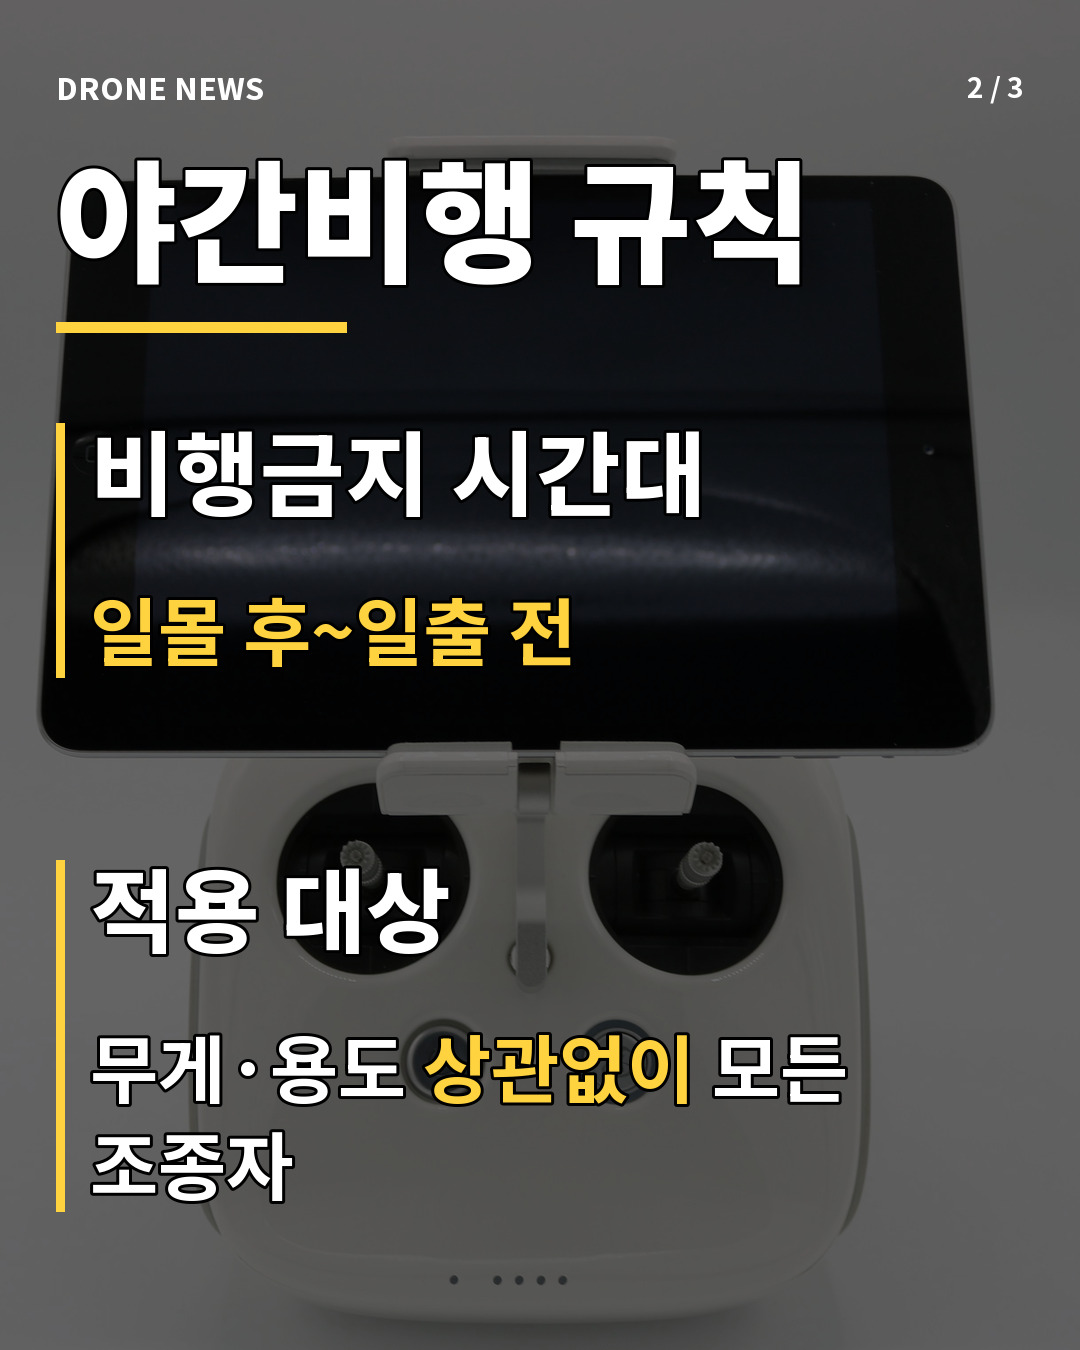 DRONE NEWS
2 / 3
야간비행 규칙
비행금지 시간대
일몰 후~일출 전
적용 대상
무게·용도 상관없이 모든
조종자